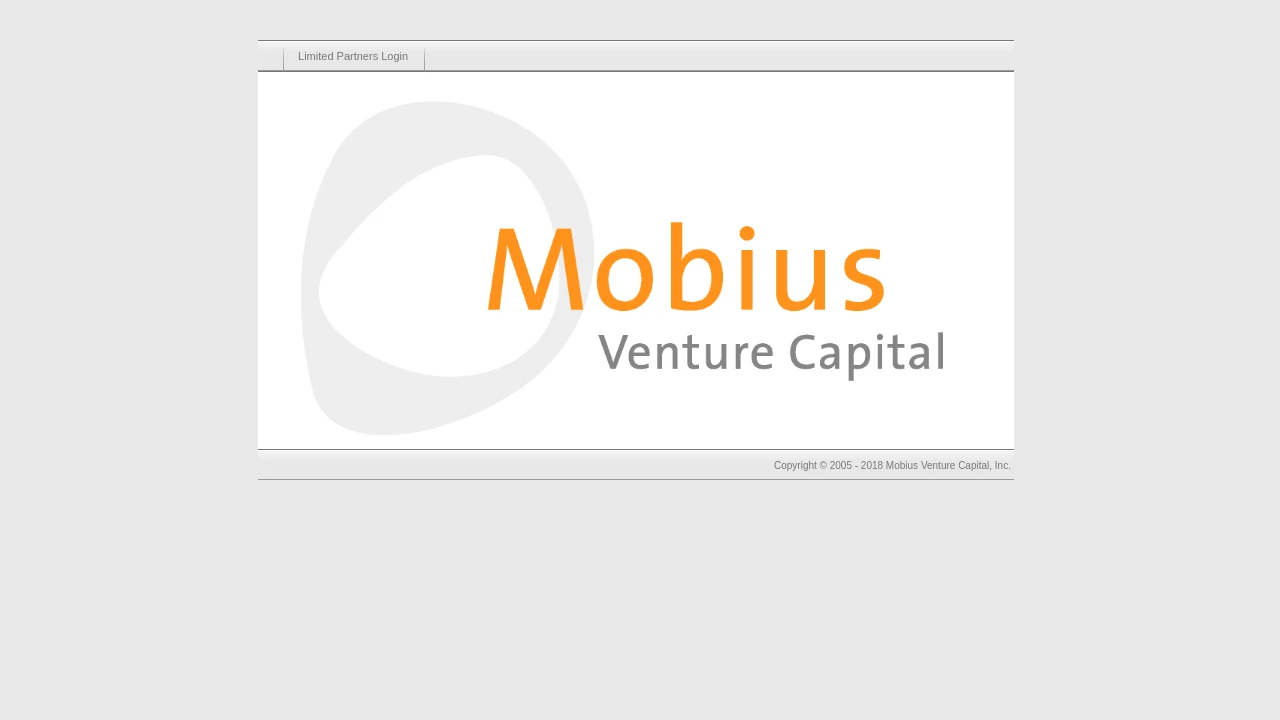 Limited Partners Login
Mobius
Venture Capital
Copyright © 2005 - 2018 Mobius Venture Capital, Inc.